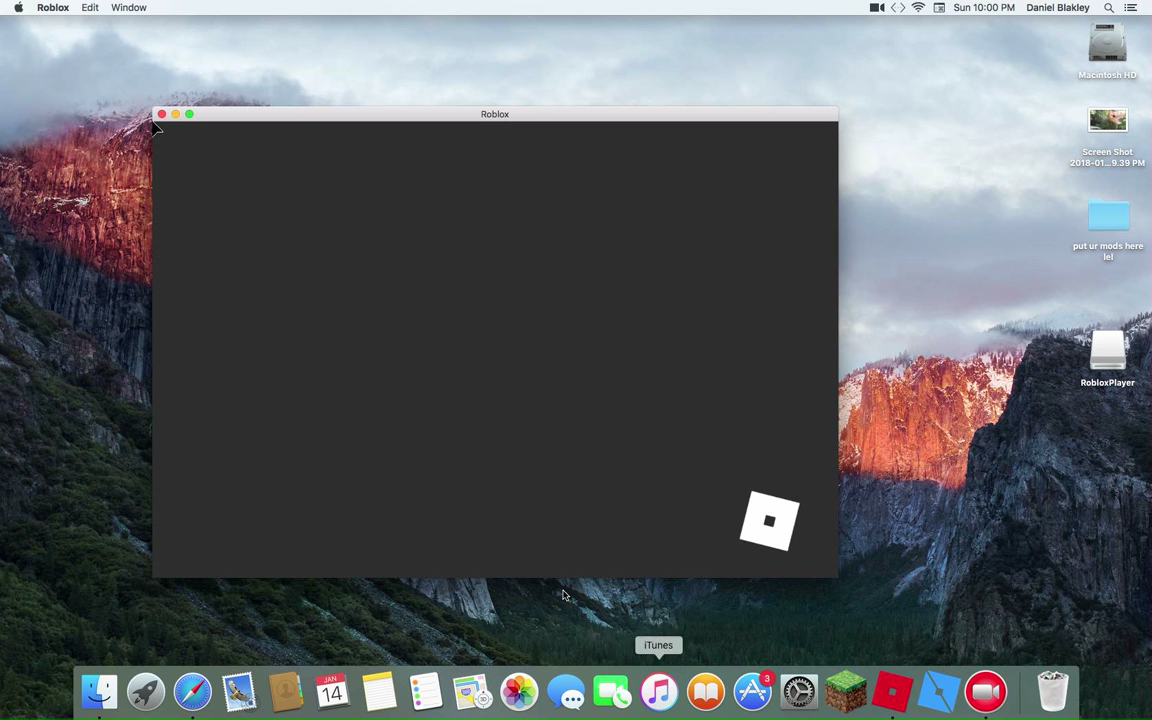 Roblox Edit Window Sun 10:00 PM Daniel Blakley
Macintosh HD
Roblox
Screen Shot
2018-01...9.39 PM
put ur mods here
lel
RobloxPlayer
iTunes
JAN
14
3